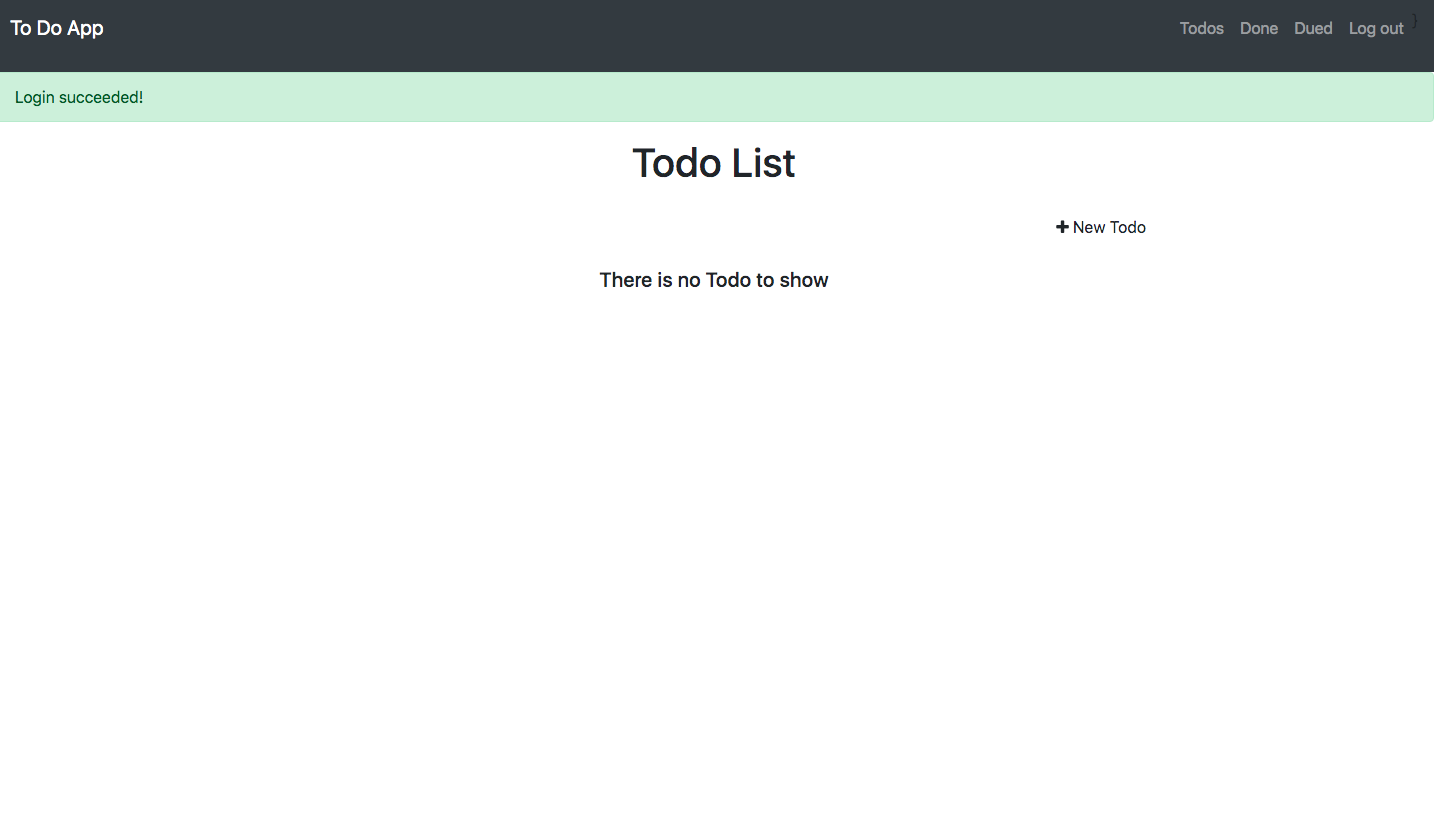 To Do App Todos Done Dued Log out }
Login succeeded!
Todo List
New Todo
There is no Todo to show